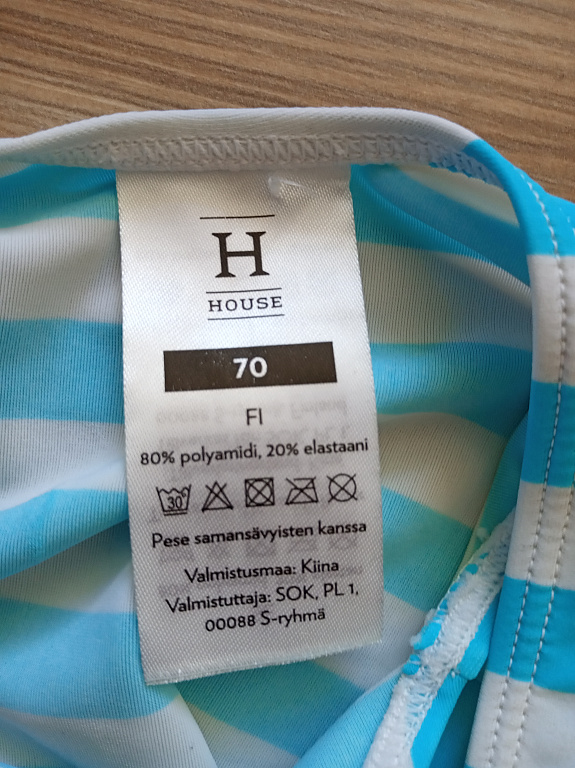 H
HOUSE
70
FI
80% polyamidi, 20% elastaani
30°
Pese samansävyisten kanssa
Valmistusmaa: Kiina
Valmistuttaja: SOK, PL 1,
00088 S-ryhmä